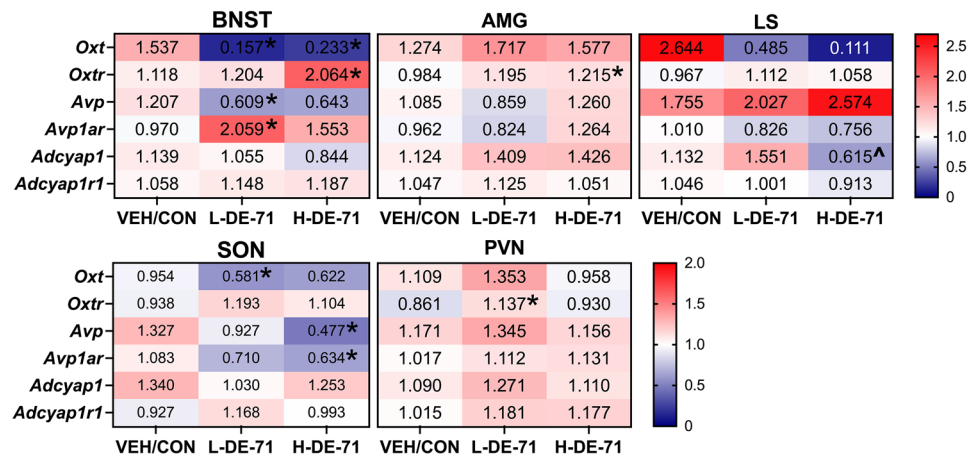 BNST AMG LS
Oxt 1.537 0.157* 0.233* 1.274 1.717 1.577 2.644 0.485 0.111
Oxtr 1.118 1.204 2.064* 0.984 1.195 1.215* 0.967 1.112 1.058
Avp 1.207 0.609* 0.643 1.085 0.859 1.260 1.755 2.027 2.574
Avp1ar 0.970 2.059* 1.553 0.962 0.824 1.264 1.010 0.826 0.756
Adcyap1 1.139 1.055 0.844 1.124 1.409 1.426 1.132 1.551 0.615^
Adcyap1r1 1.058 1.148 1.187 1.047 1.125 1.051 1.046 1.001 0.913
VEH/CON L-DE-71 H-DE-71 VEH/CON L-DE-71 H-DE-71 VEH/CON L-DE-71 H-DE-71
2.5
2.0
1.5
1.0
0.5
0
SON PVN
Oxt 0.954 0.581* 0.622 1.109 1.353 0.958
Oxtr 0.938 1.193 1.104 0.861 1.137* 0.930
Avp 1.327 0.927 0.477* 1.171 1.345 1.156
Avp1ar 1.083 0.710 0.634* 1.017 1.112 1.131
Adcyap1 1.340 1.030 1.253 1.090 1.271 1.110
Adcyap1r1 0.927 1.168 0.993 1.015 1.181 1.177
VEH/CON L-DE-71 H-DE-71 VEH/CON L-DE-71 H-DE-71
2.0
1.5
1.0
0.5
0